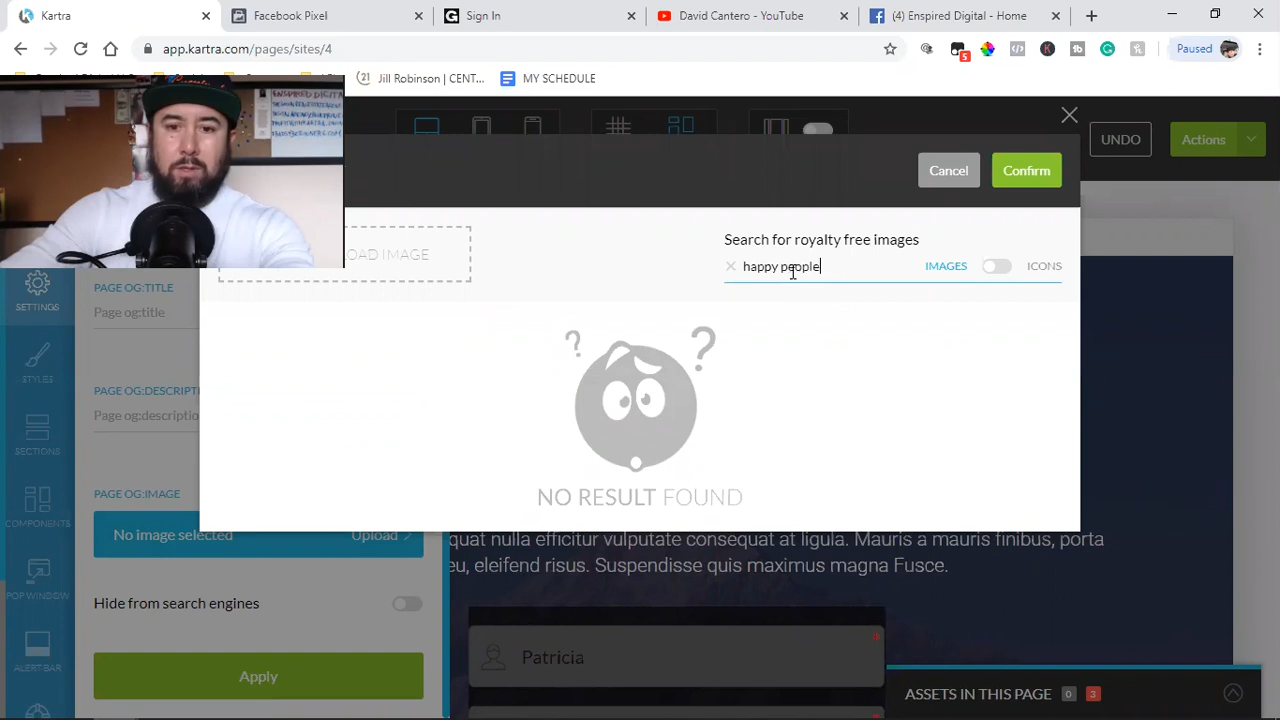 Kartra
Facebook Pixel
Sign In
David Cantero - YouTube
(4) Enspired Digital - Home
app.kartra.com/pages/sites/4
5
Paused
21 Jill Robinson | CENT...
MY SCHEDULE
UNDO
Actions
Cancel
Confirm
OAD IMAGE
Search for royalty free images
happy people
IMAGES
ICONS
SETTINGS
PAGE OG:TITLE
Page og:title
STYLES
PAGE OG:DESCRIPTI
Page og:description
SECTIONS
PAGE OG:IMAGE
COMPONENTS
No image selected
Upload
NO RESULT FOUND
quat nulla efficitur vulputate consequat at ligula. Mauris a mauris finibus, porta
eu, eleifend risus. Suspendisse quis maximus magna Fusce.
POP WINDOW
Hide from search engines
ALERT BAR
Apply
Patricia
ASSETS IN THIS PAGE 0 3